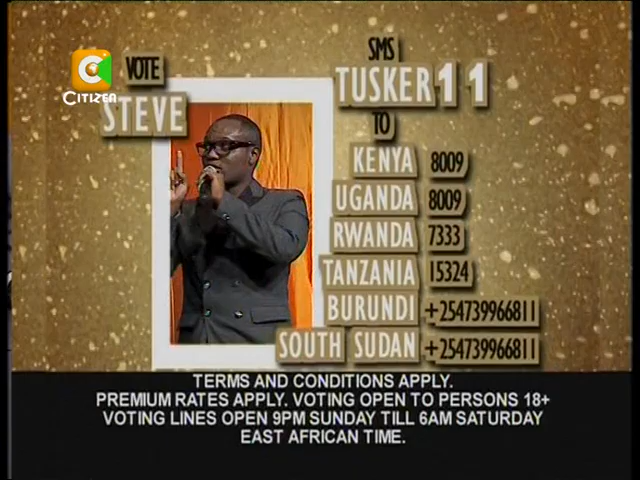 CITIZEN
VOTE
STEVE
SMS
TUSKER 11
TO
KENYA 8009
UGANDA 8009
RWANDA 7333
TANZANIA 15324
BURUNDI +254739966811
SOUTH SUDAN +254739966811
TERMS AND CONDITIONS APPLY.
PREMIUM RATES APPLY. VOTING OPEN TO PERSONS 18+
VOTING LINES OPEN 9PM SUNDAY TILL 6AM SATURDAY
EAST AFRICAN TIME.